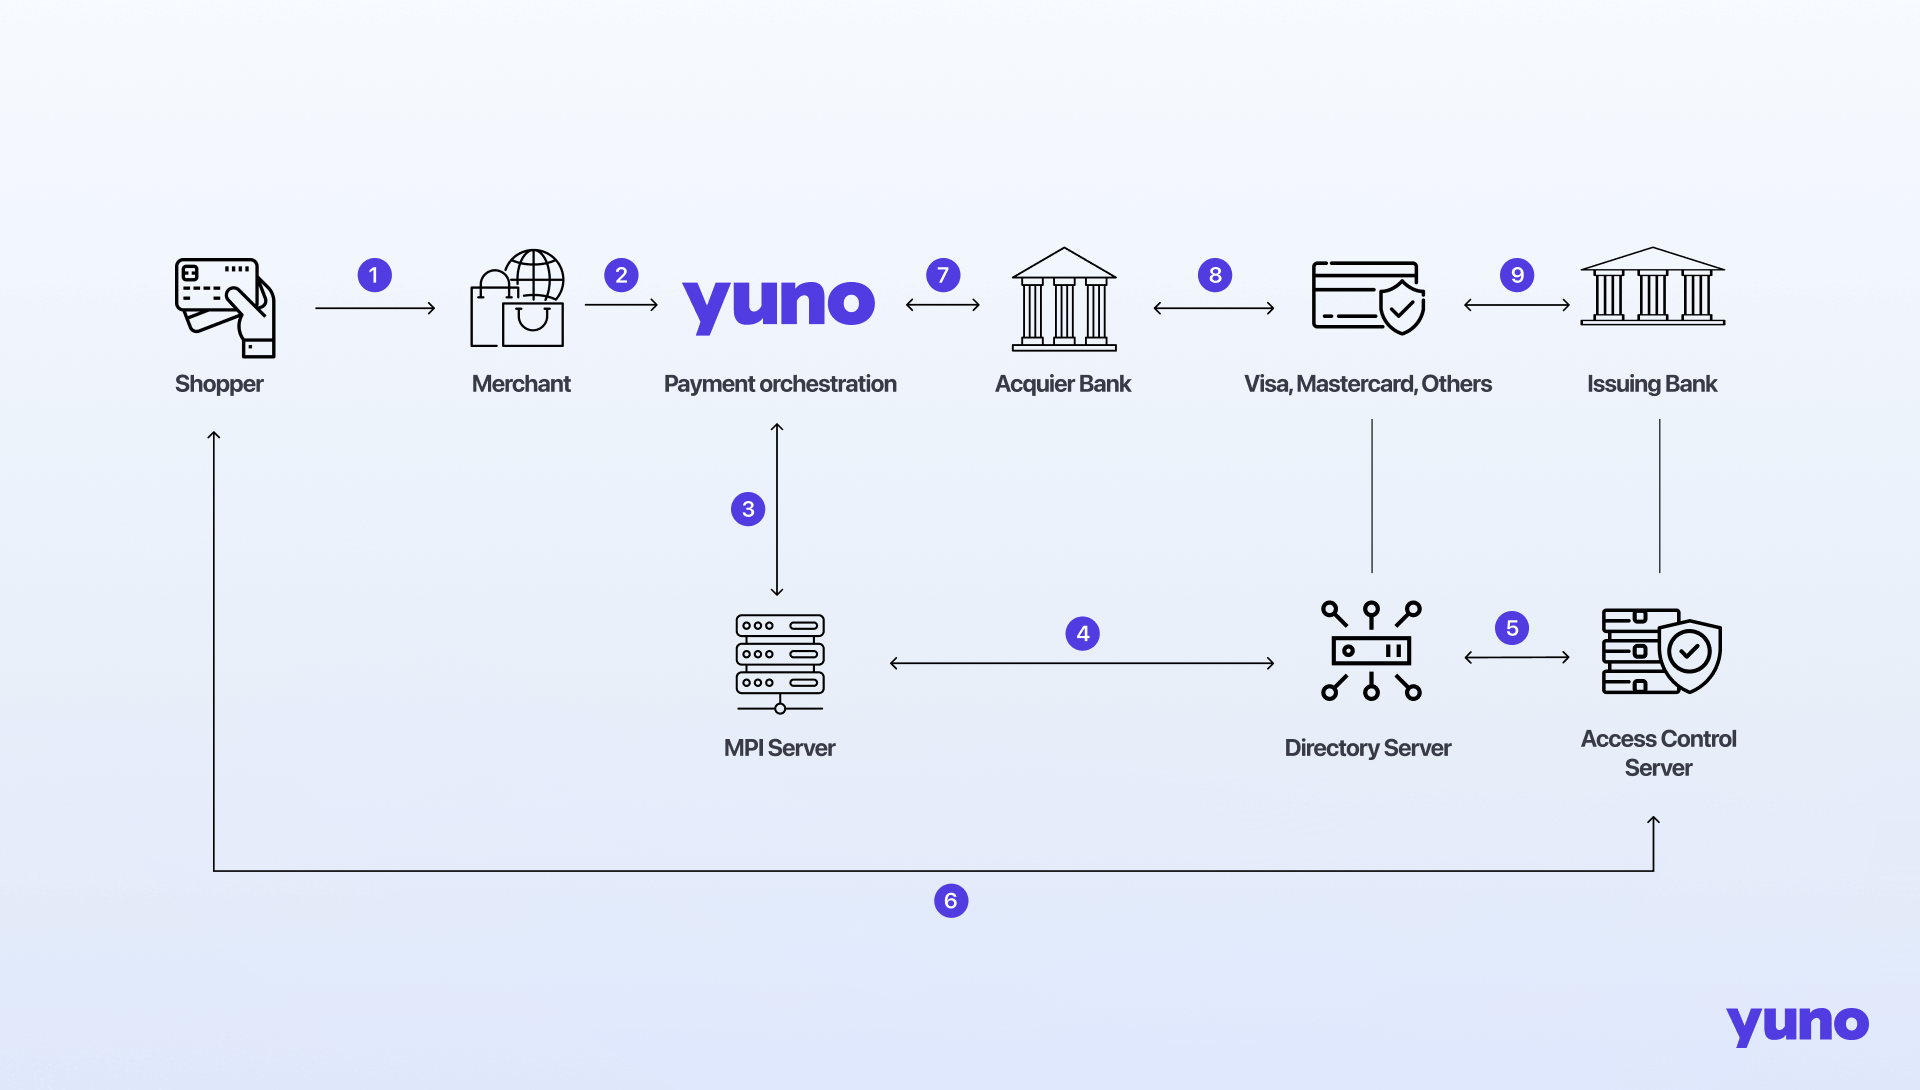 1
2
yuno
7
8
9
Shopper
Merchant
Payment orchestration
Acquier Bank
Visa, Mastercard, Others
Issuing Bank
3
4
5
MPI Server
Directory Server
Access Control
Server
6
yuno